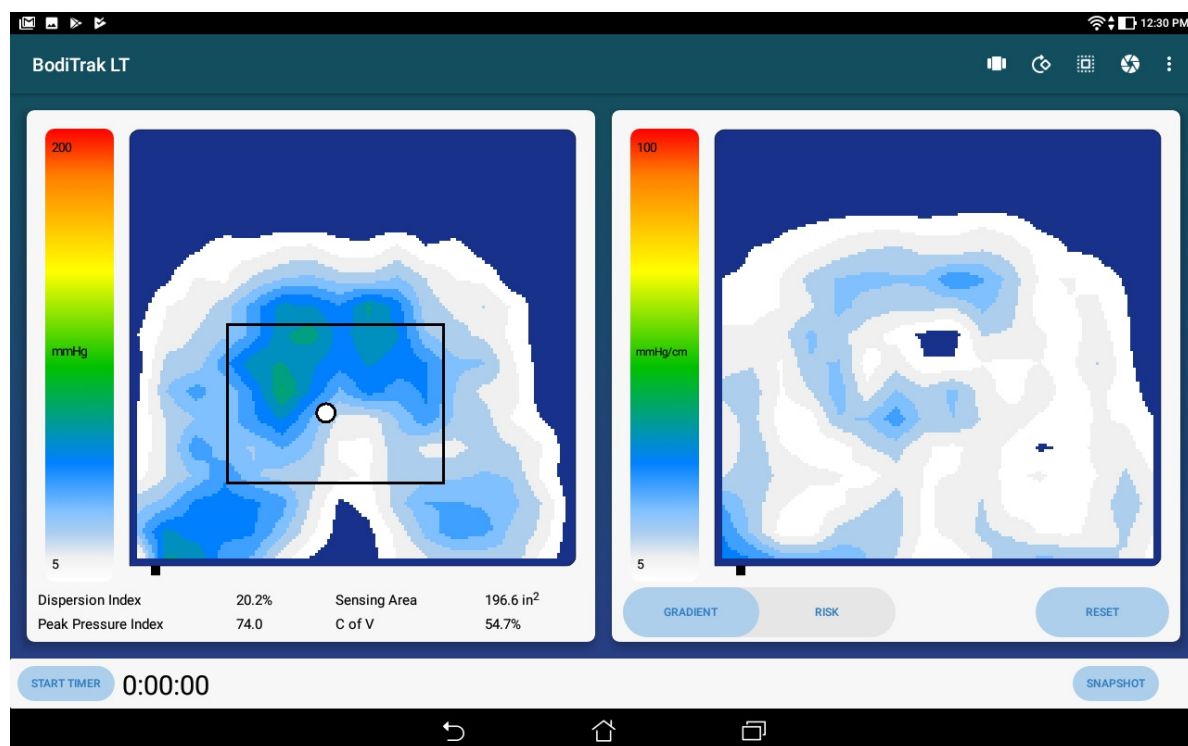 12:30 PM
BodiTrak LT
200
mmHg
5
Dispersion Index 20.2% Sensing Area 196.6 in²
Peak Pressure Index 74.0 C of V 54.7%
100
mmHg/cm
5
GRADIENT RISK RESET
START TIMER 0:00:00 SNAPSHOT